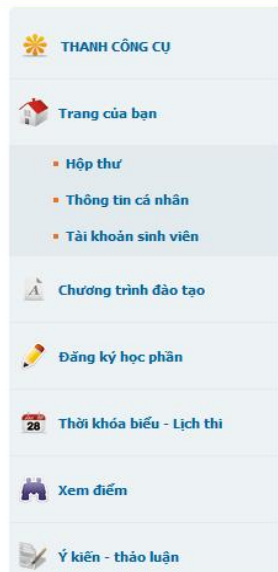 THANH CÔNG CỤ
Trang của bạn
Hộp thư
Thông tin cá nhân
Tài khoản sinh viên
A
Chương trình đào tạo
Đăng ký học phần
28
Thời khóa biểu - Lịch thi
Xem điểm
Ý kiến - thảo luận